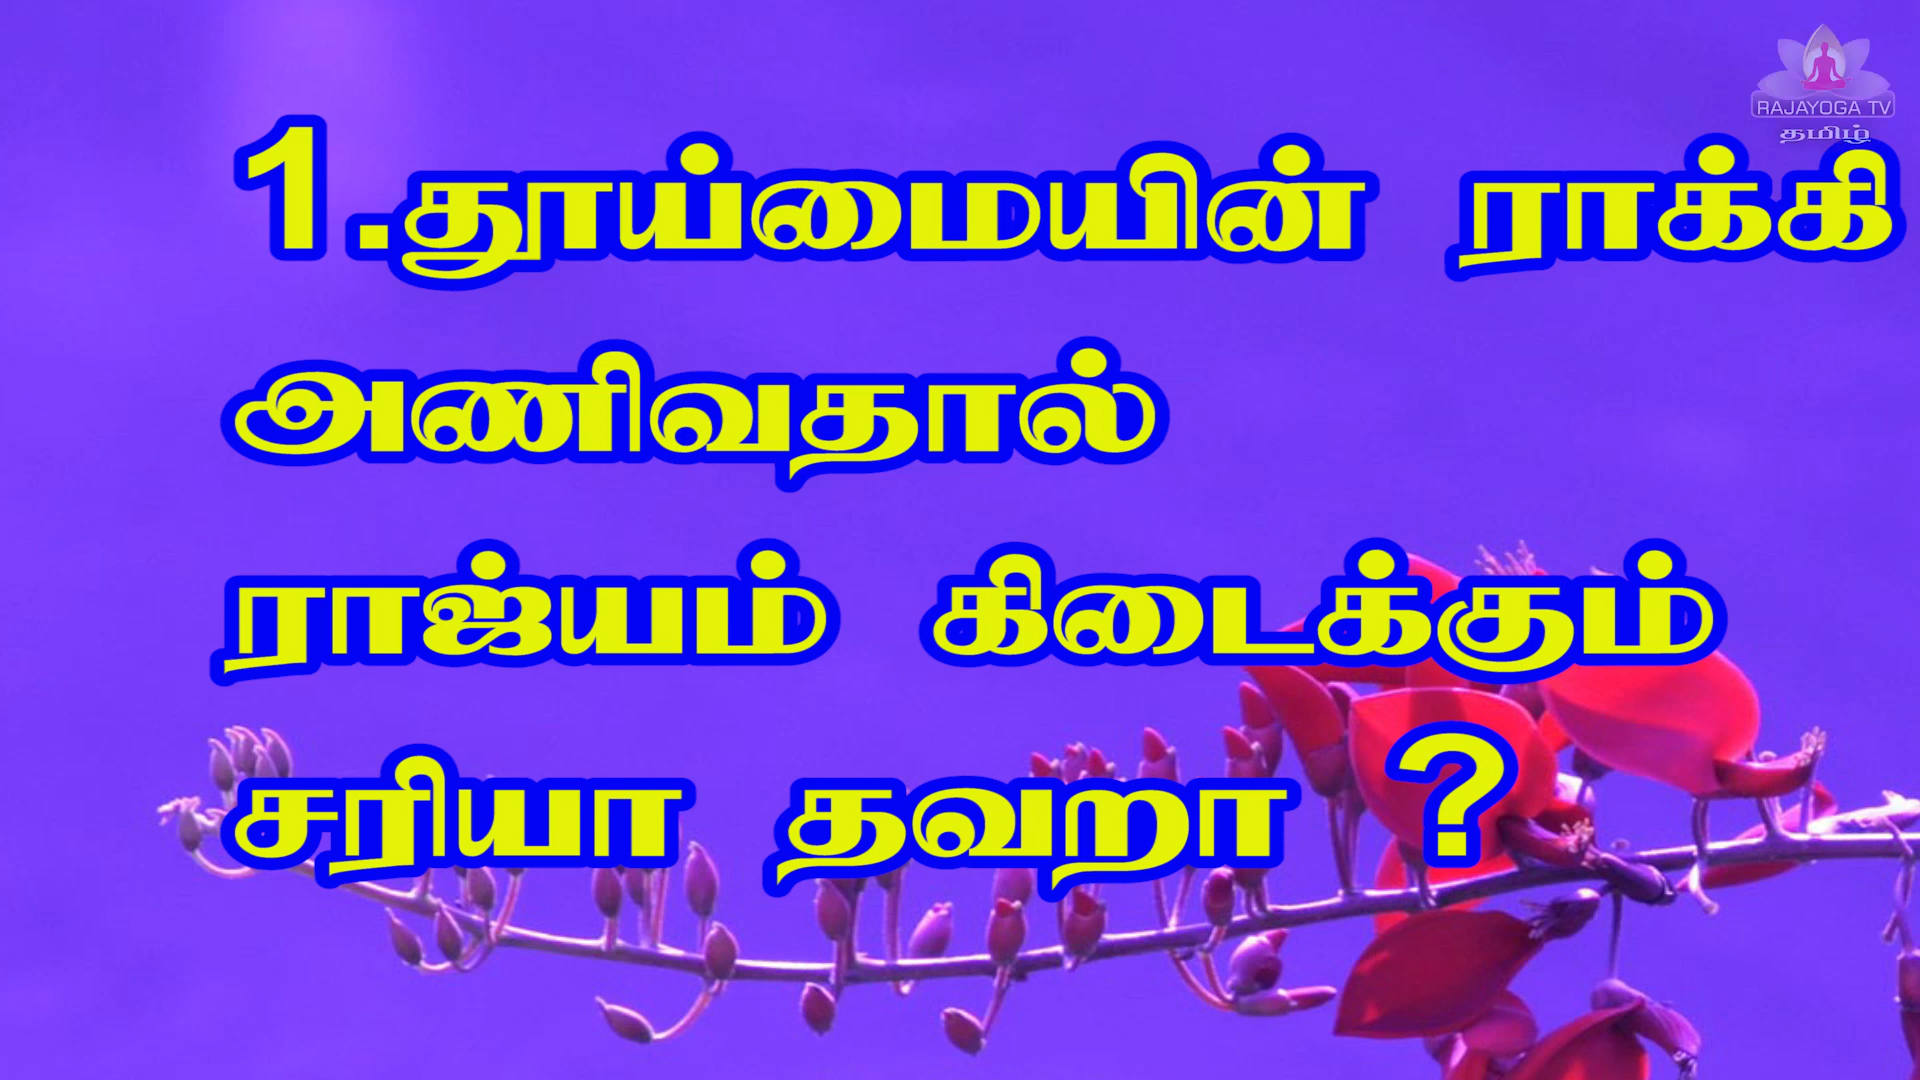 RAJAYOGA TV
தமிழ்
1.தூய்மையின் ராக்கி
அணிவதால்
ராஜ்யம் கிடைக்கும்
சரியா தவறா ?